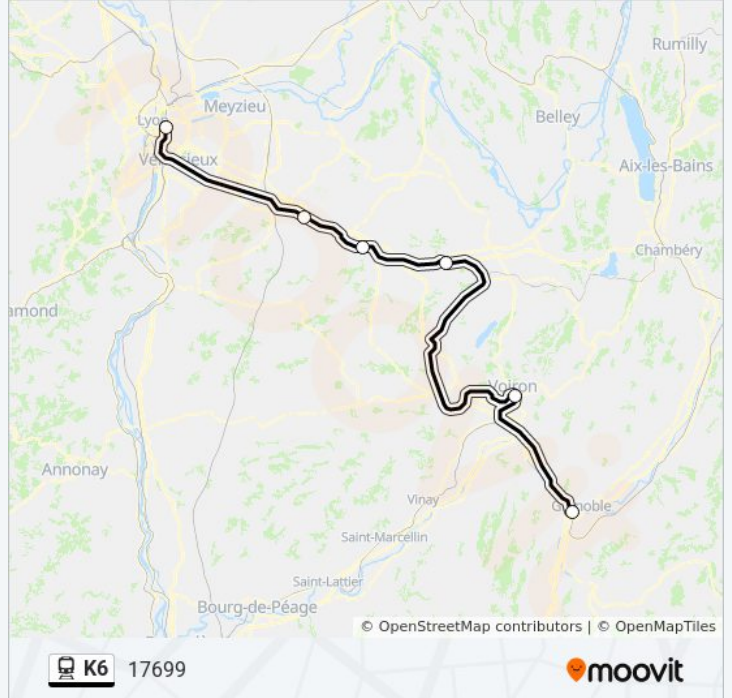 Rumilly
Meyzieu
Lyon
Belley
Vénissieux
Aix-les-Bains
Chambéry
amond
Voiron
Annonay
Vinay
Grenoble
Saint-Marcellin
Saint-Lattier
Bourg-de-Péage
© OpenStreetMap contributors | © OpenMapTiles
K6 17699
moovit